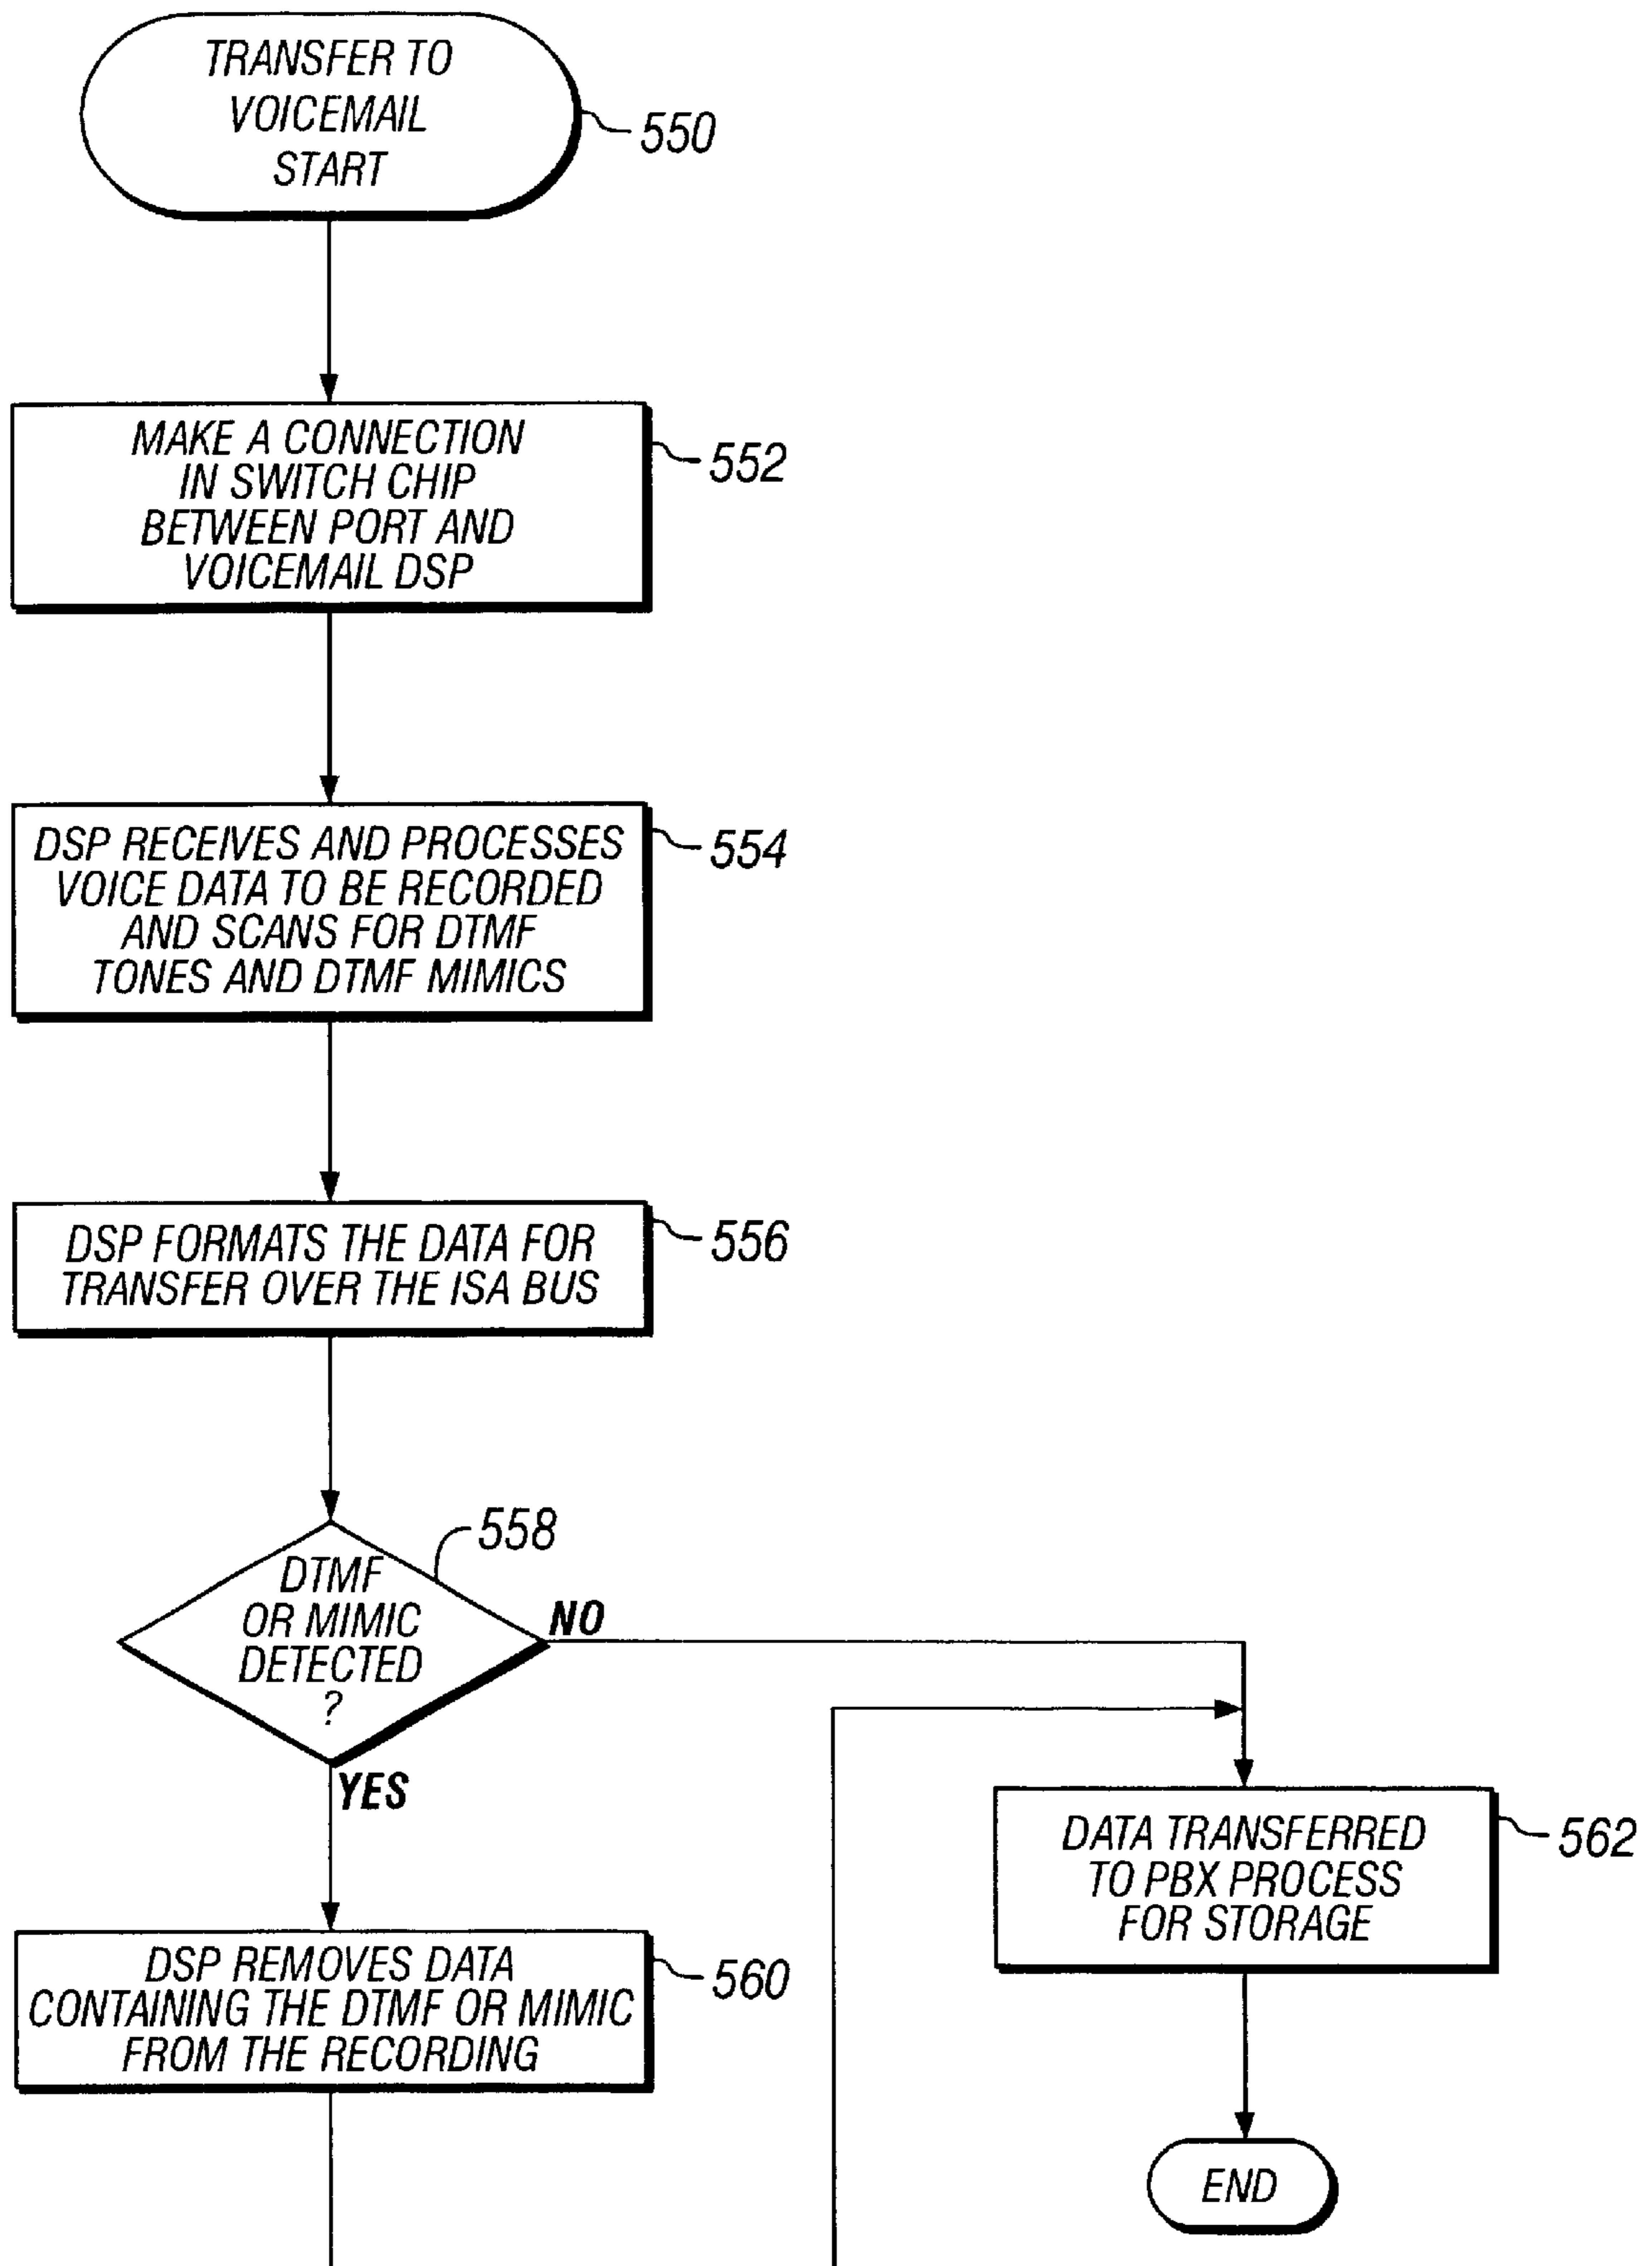 TRANSFER TO
VOICEMAIL
START
550
MAKE A CONNECTION
IN SWITCH CHIP
BETWEEN PORT AND
VOICEMAIL DSP
552
DSP RECEIVES AND PROCESSES
VOICE DATA TO BE RECORDED
AND SCANS FOR DTMF
TONES AND DTMF MIMICS
554
DSP FORMATS THE DATA FOR
TRANSFER OVER THE ISA BUS
556
DTMF
OR MIMIC
DETECTED
?
558
NO
YES
DSP REMOVES DATA
CONTAINING THE DTMF OR MIMIC
FROM THE RECORDING
560
DATA TRANSFERRED
TO PBX PROCESS
FOR STORAGE
562
END